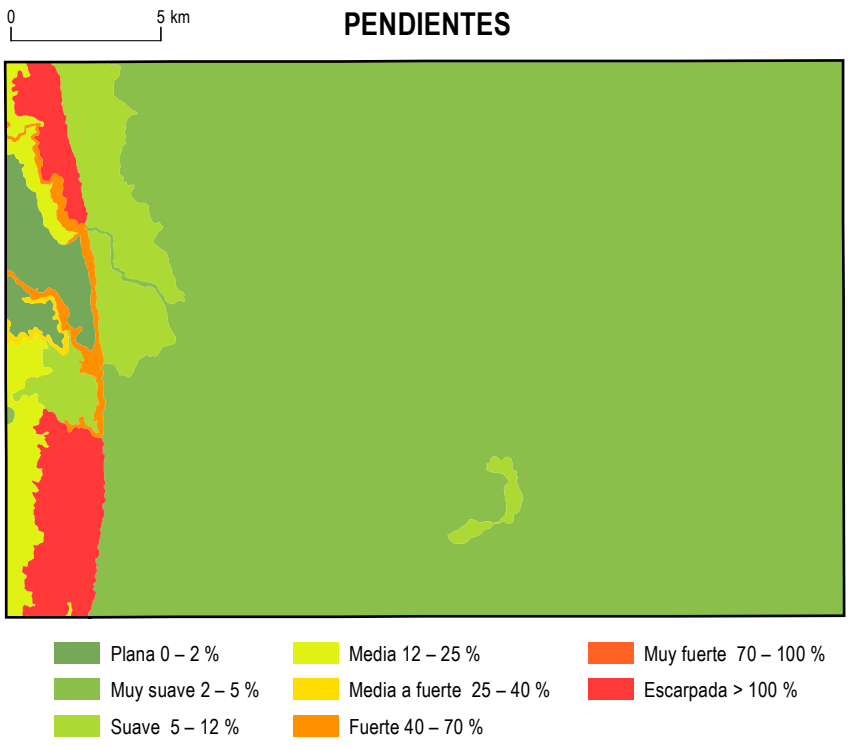 0 5 km
PENDIENTES
Plana 0 – 2 %
Muy suave 2 – 5 %
Suave 5 – 12 %
Media 12 – 25 %
Media a fuerte 25 – 40 %
Fuerte 40 – 70 %
Muy fuerte 70 – 100 %
Escarpada > 100 %